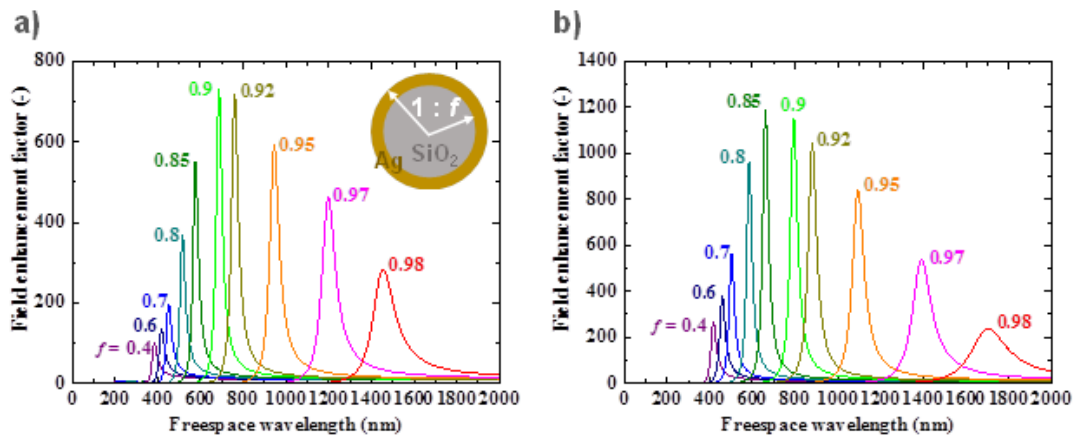 a)
800
600
400
200
0
Field enhancement factor (-)
0.9
0.92
0.85
0.95
0.8
0.97
0.7
0.98
0.6
f = 0.4
1 : f
SiO₂
Ag
0 200 400 600 800 1000 1200 1400 1600 1800 2000
Freespace wavelength (nm)
b)
1400
1200
1000
800
600
400
200
0
Field enhancement factor (-)
0.85
0.9
0.8
0.92
0.95
0.7
0.97
0.6
f = 0.4
0.98
0 200 400 600 800 1000 1200 1400 1600 1800 2000
Freespace wavelength (nm)